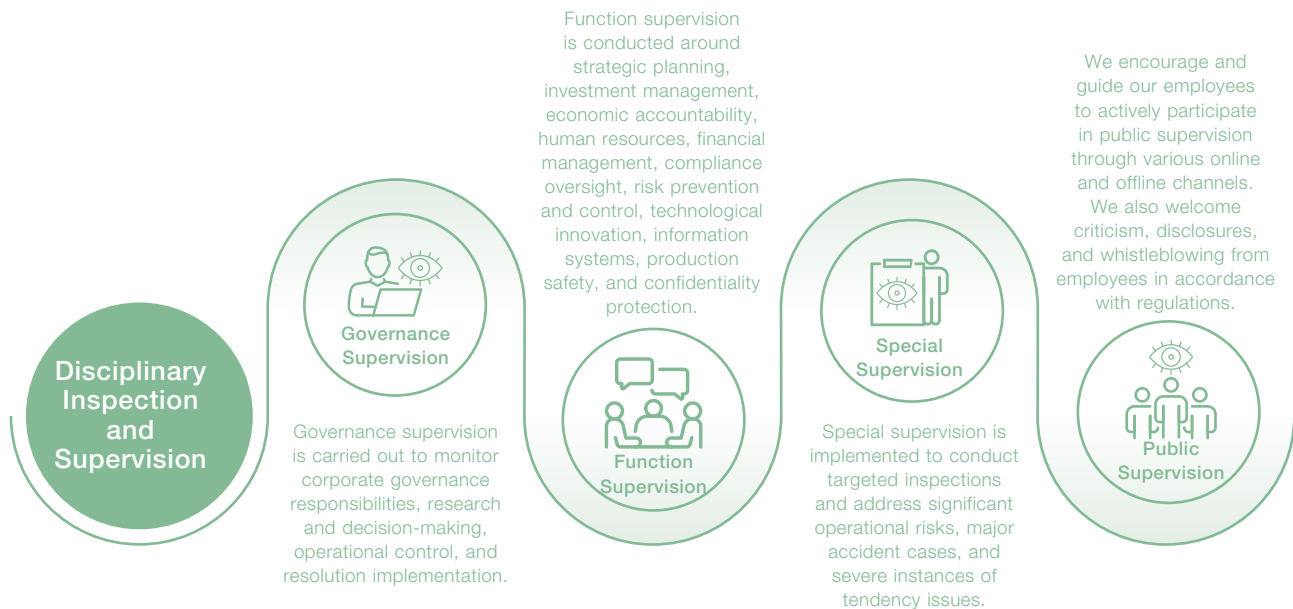 Disciplinary
Inspection
and
Supervision
Governance
Supervision
Governance supervision
is carried out to monitor
corporate governance
responsibilities, research
and decision-making,
operational control, and
resolution implementation.
Function supervision
is conducted around
strategic planning,
investment management,
economic accountability,
human resources, financial
management, compliance
oversight, risk prevention
and control, technological
innovation, information
systems, production
safety, and confidentiality
protection.
Function
Supervision
Special
Supervision
Special supervision is
implemented to conduct
targeted inspections
and address significant
operational risks, major
accident cases, and
severe instances of
tendency issues.
We encourage and
guide our employees
to actively participate
in public supervision
through various online
and offline channels.
We also welcome
criticism, disclosures,
and whistleblowing from
employees in accordance
with regulations.
Public
Supervision